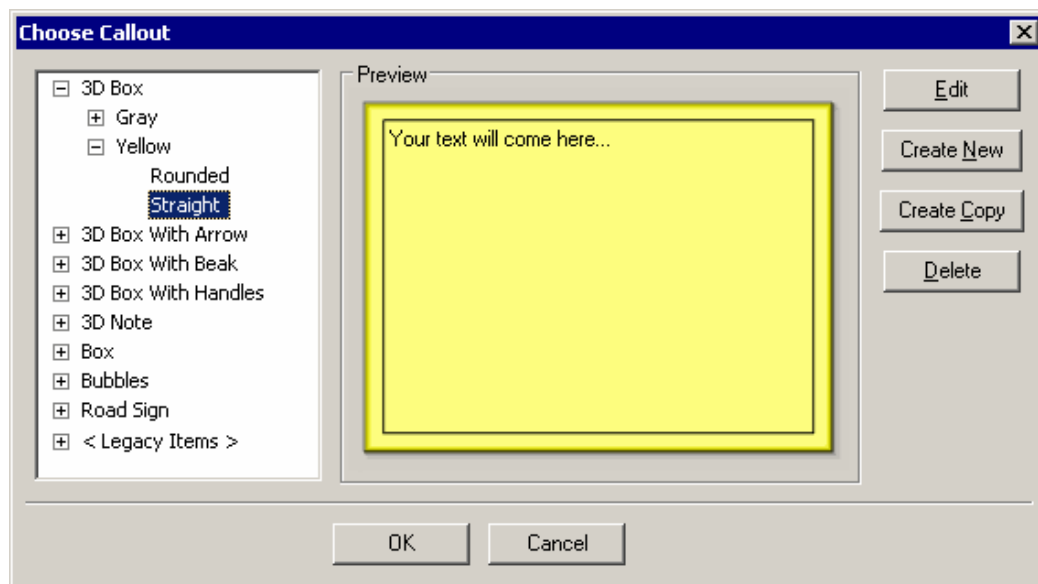 Choose Callout
3D Box
Gray
Yellow
Rounded
Straight
3D Box With Arrow
3D Box With Beak
3D Box With Handles
3D Note
Box
Bubbles
Road Sign
< Legacy Items >
Preview
Your text will come here...
Edit
Create New
Create Copy
Delete
OK
Cancel